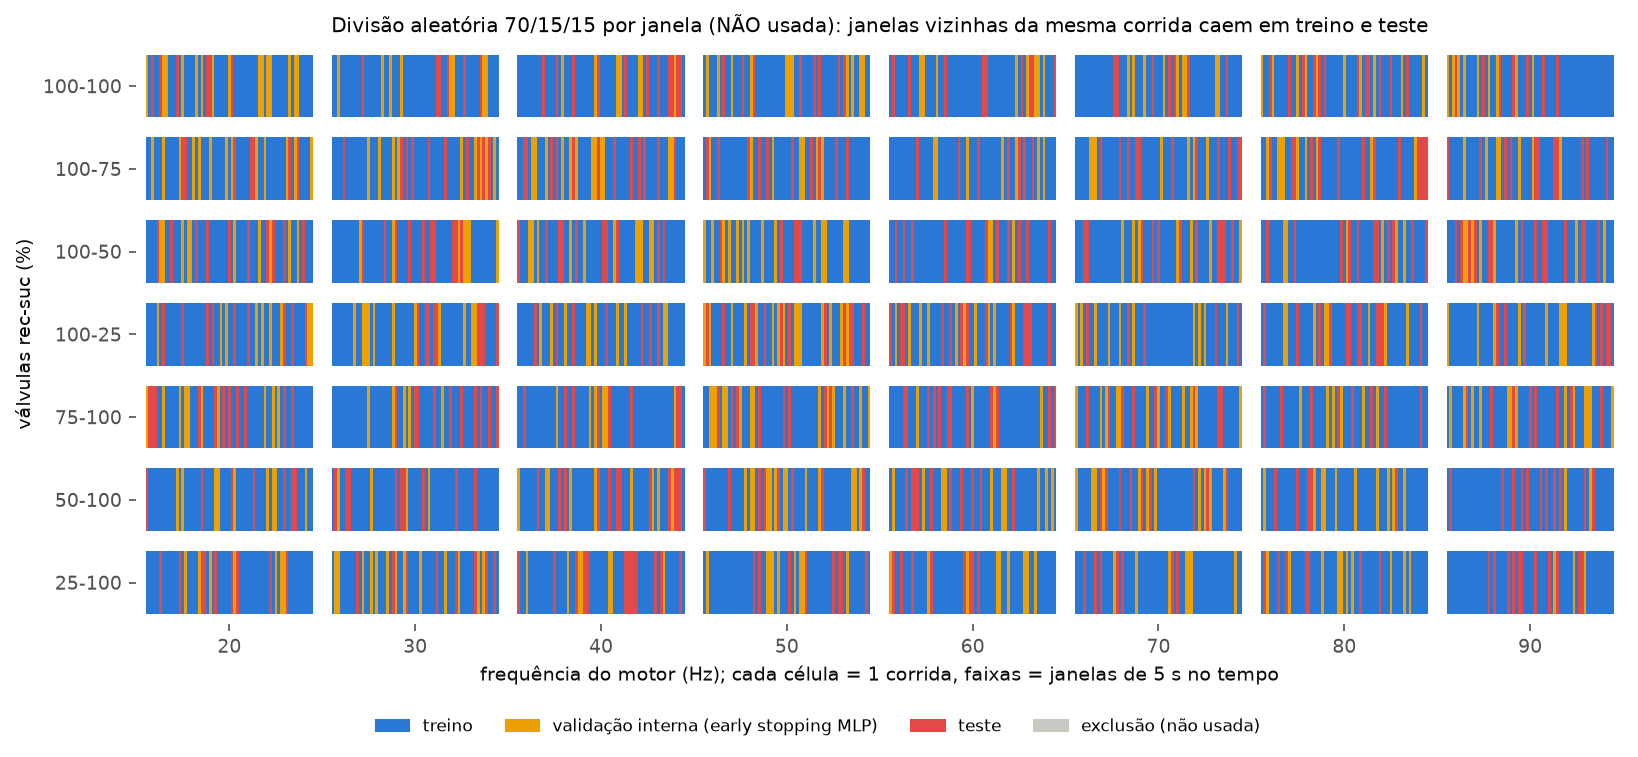 Divisão aleatória 70/15/15 por janela (NÃO usada): janelas vizinhas da mesma corrida caem em treino e teste
válvulas rec-suc (%)
100-100
100-75
100-50
100-25
75-100
50-100
25-100
20 30 40 50 60 70 80 90
frequência do motor (Hz); cada célula = 1 corrida, faixas = janelas de 5 s no tempo
treino validação interna (early stopping MLP) teste exclusão (não usada)